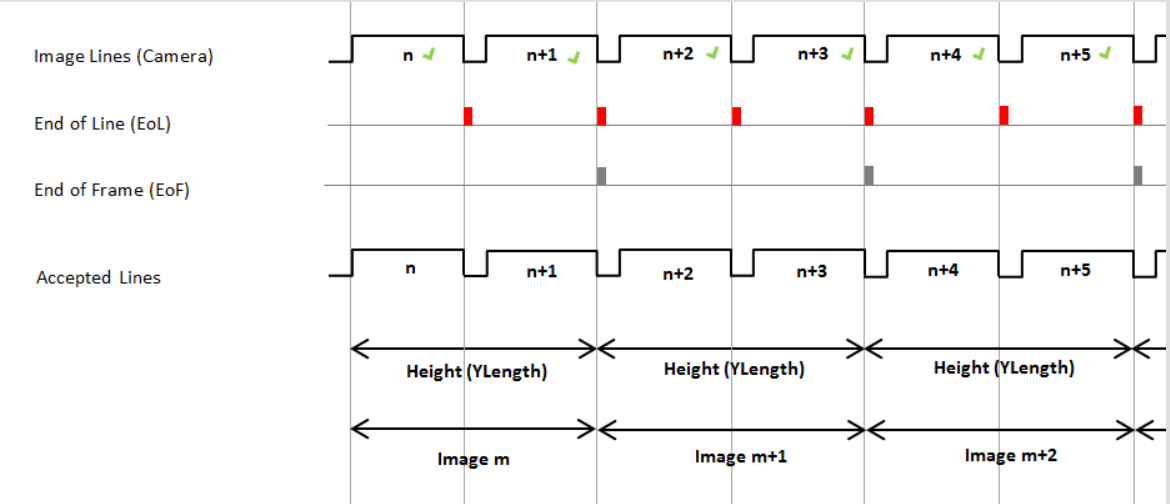 Image Lines (Camera)
n
n+1
n+2
n+3
n+4
n+5
End of Line (EoL)
End of Frame (EoF)
Accepted Lines
n
n+1
n+2
n+3
n+4
n+5
Height (YLength)
Height (YLength)
Height (YLength)
Image m
Image m+1
Image m+2